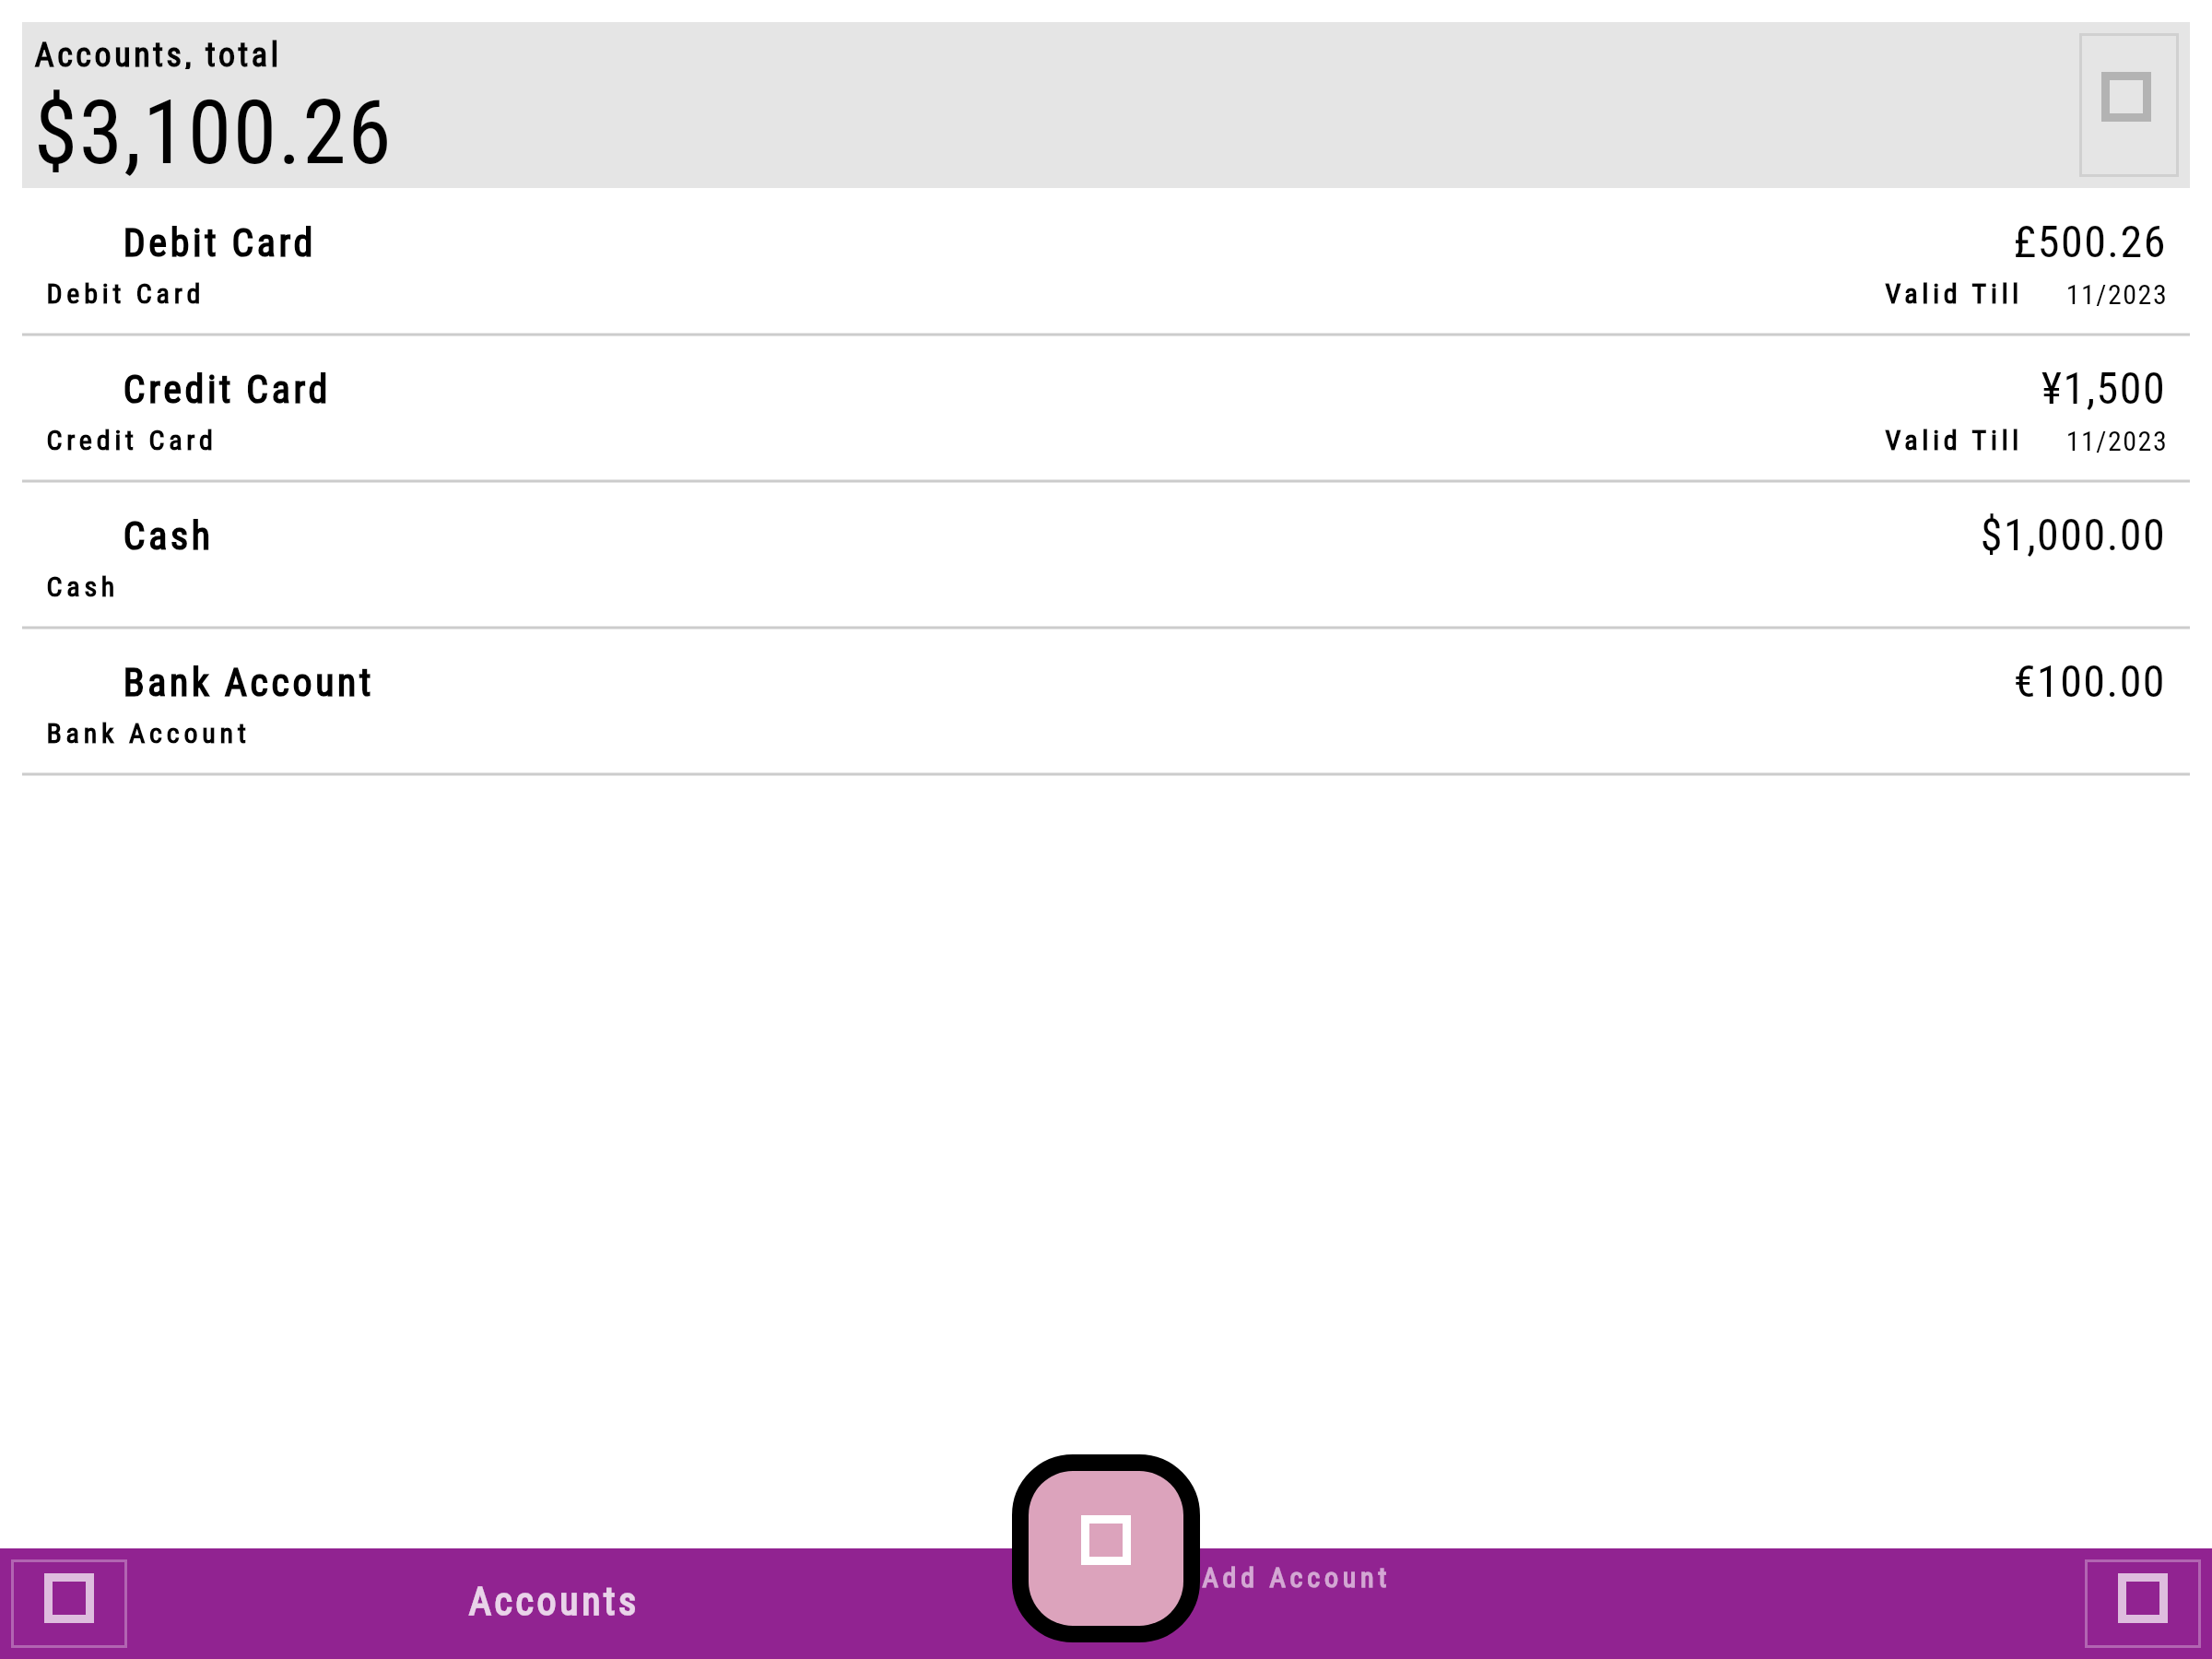 Accounts, total
$3,100.26
Debit Card £500.26
Debit Card Valid Till 11/2023
Credit Card ¥1,500
Credit Card Valid Till 11/2023
Cash $1,000.00
Cash
Bank Account €100.00
Bank Account
Accounts
Add Account